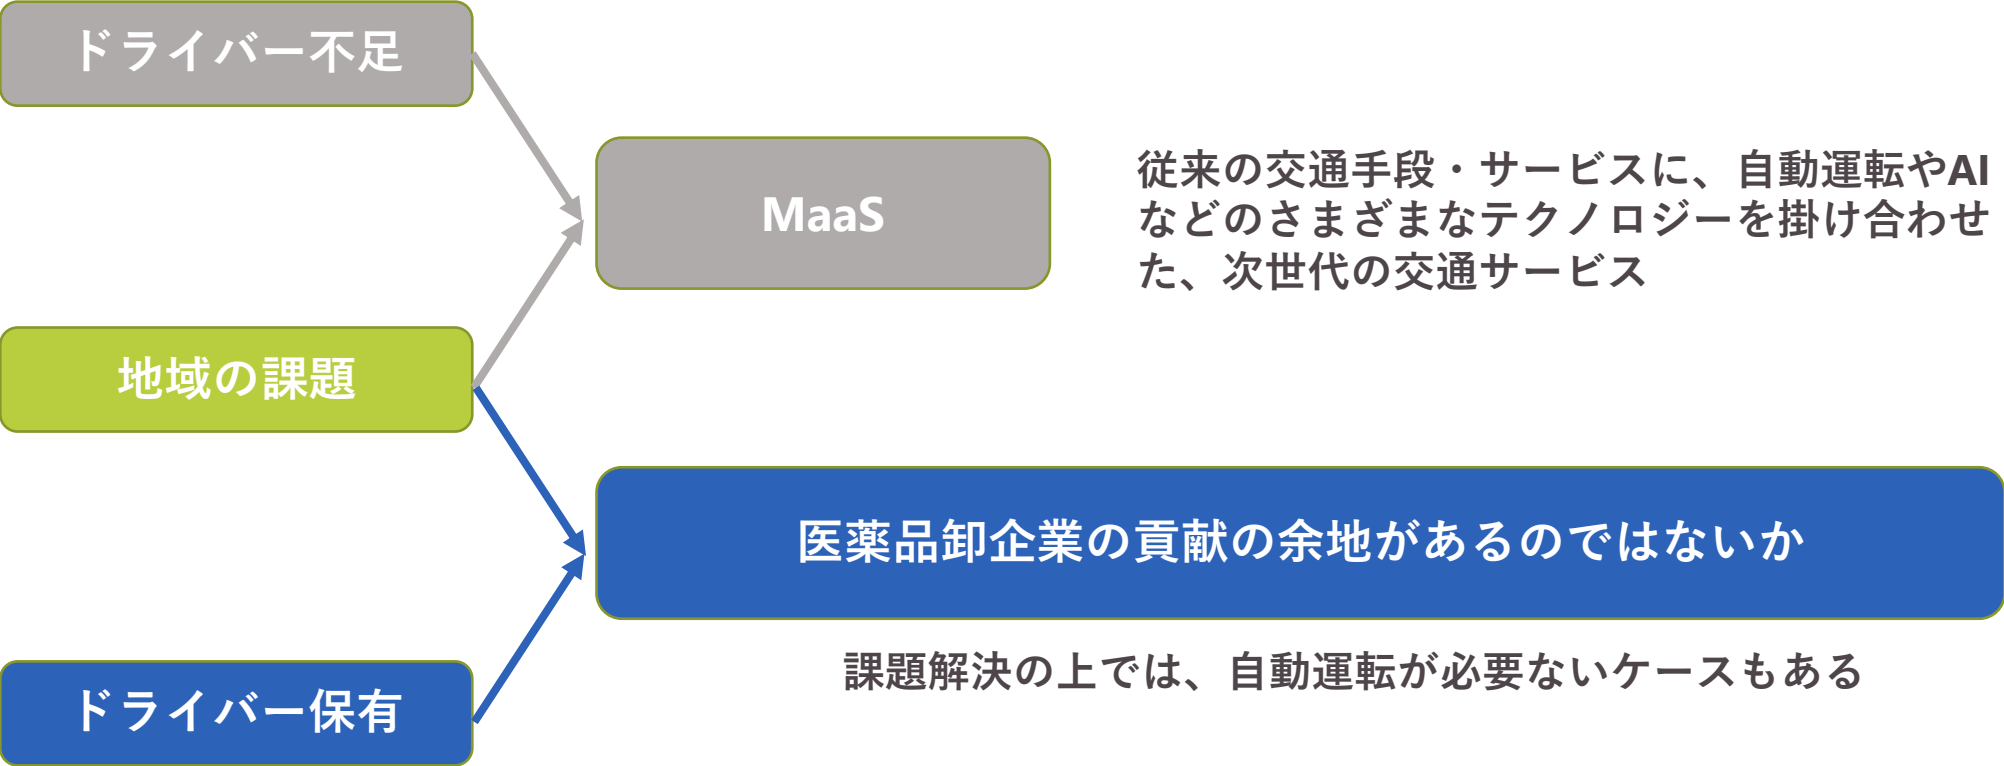 ドライバー不足
MaaS
従来の交通手段・サービスに、自動運転やAI
などのさまざまなテクノロジーを掛け合わせ
た、次世代の交通サービス
地域の課題
医薬品卸企業の貢献の余地があるのではないか
課題解決の上では、自動運転が必要ないケースもある
ドライバー保有